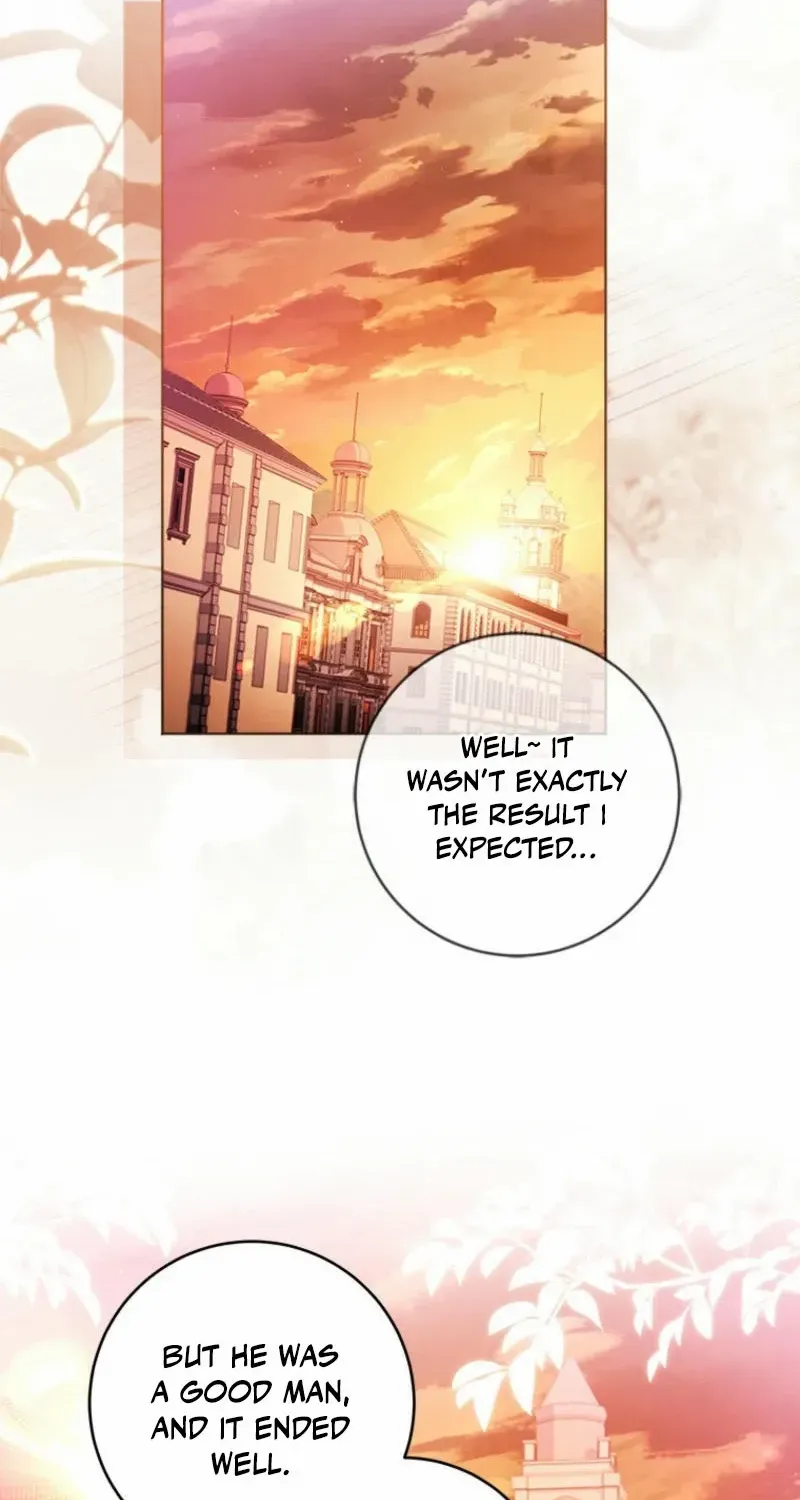 WELL~ IT
WASN'T EXACTLY
THE RESULT I
EXPECTED...
BUT HE WAS
A GOOD MAN,
AND IT ENDED
WELL.